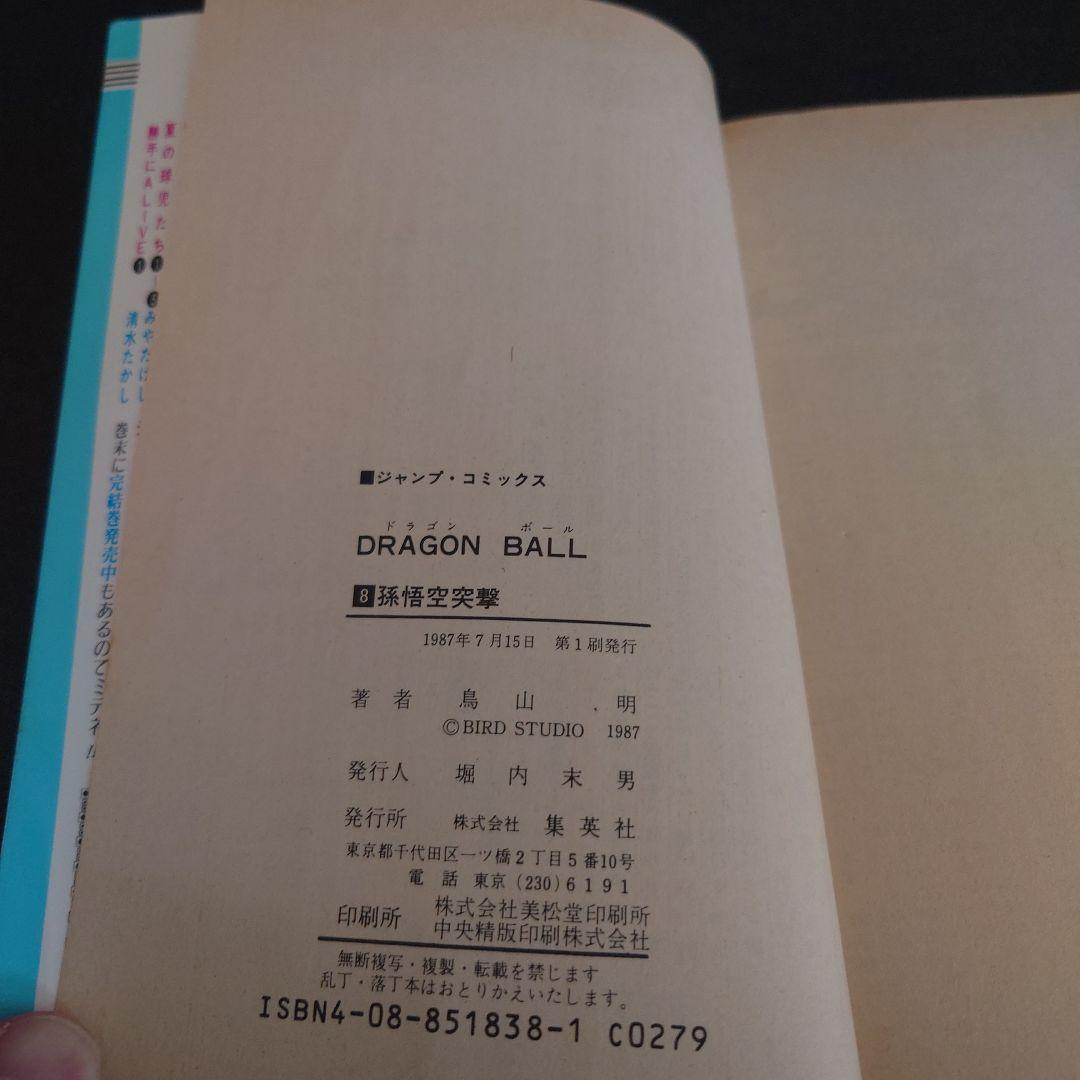 ■ジャンプ・コミックス
ドラゴン ボール
DRAGON BALL
8 孫悟空突撃
1987年7月15日 第1刷発行
著者 鳥山 明
©BIRD STUDIO 1987
発行人 堀内末男
発行所 株式会社 集英社
東京都千代田区一ツ橋2丁目5番10号
電話 東京(230)6191
印刷所 株式会社美松堂印刷所
中央精版印刷株式会社
無断複写・複製・転載を禁じます
乱丁・落丁本はおとりかえいたします。
ISBN4-08-851838-1 C0279
夏の球児たち❶ ❸ みやたけし
勝手にALIVE❶ 清水たかし
巻末に完結巻発売中もあるのでミテネ!!